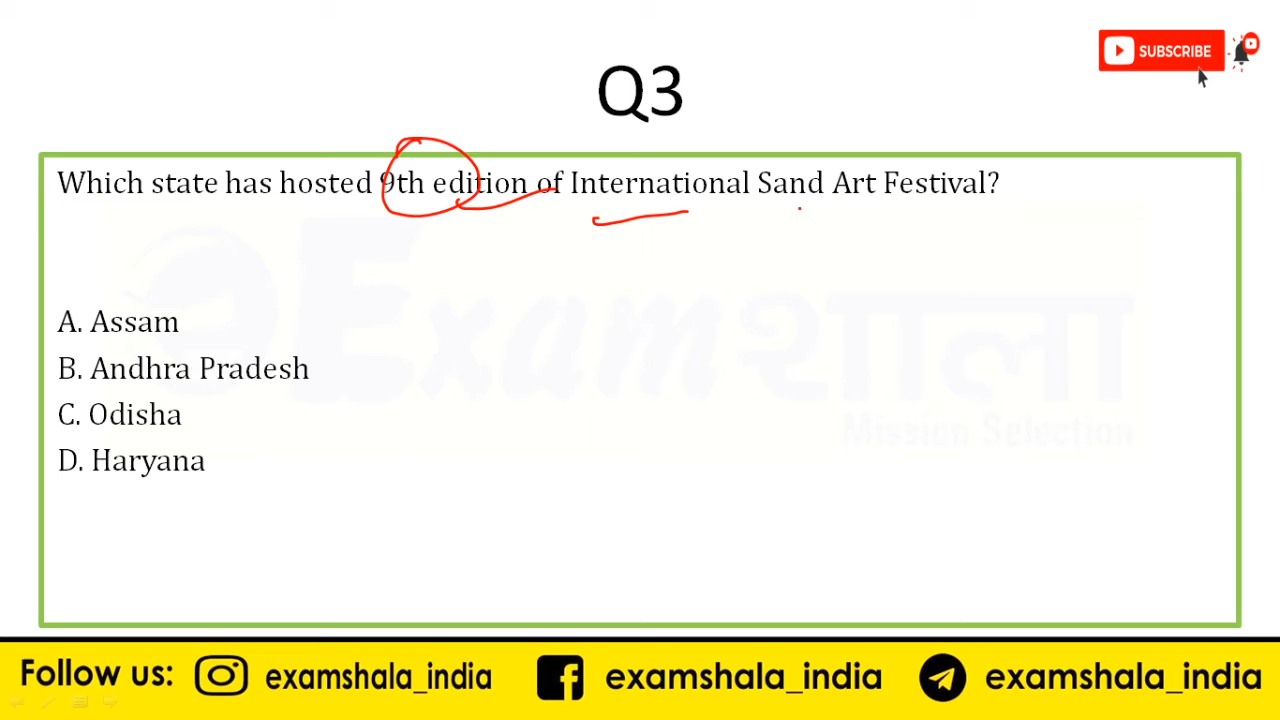 SUBSCRIBE
Q3
Which state has hosted 9th edition of International Sand Art Festival?
Examशाला
Mission Selection
A. Assam
B. Andhra Pradesh
C. Odisha
D. Haryana
Follow us: examshala_india examshala_india examshala_india